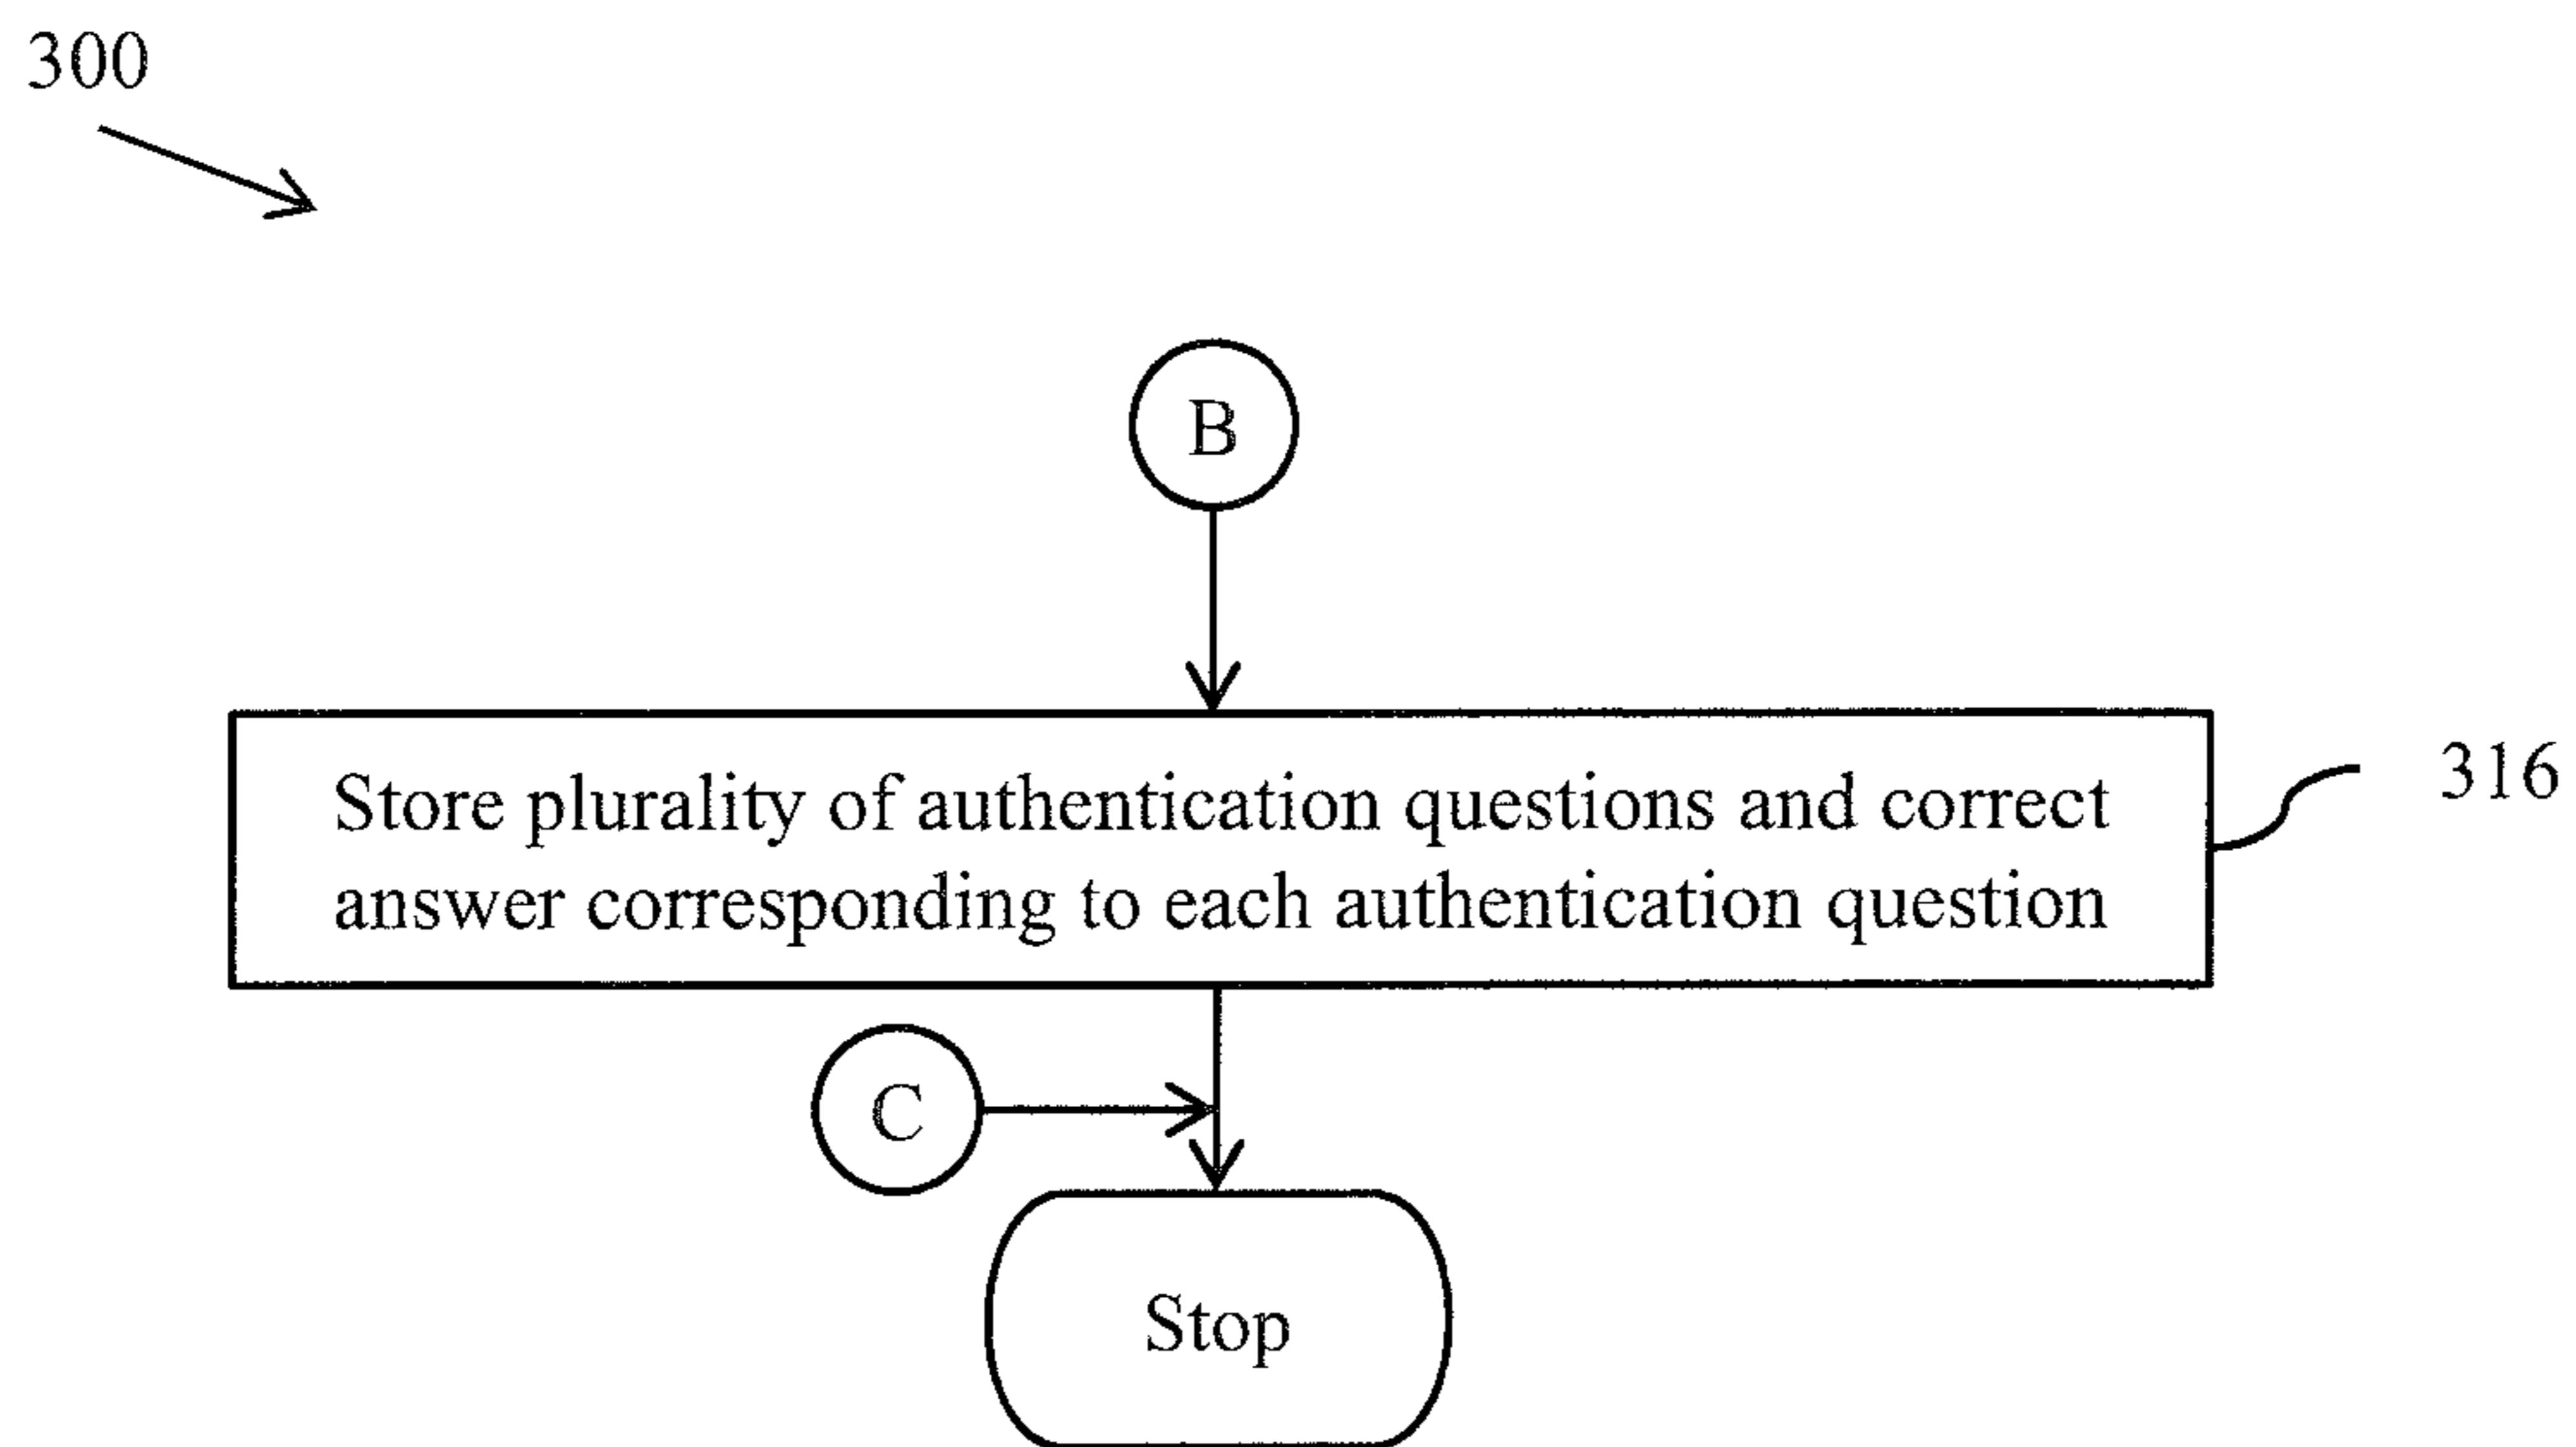 300
B
Store plurality of authentication questions and correct
answer corresponding to each authentication question
316
C
Stop